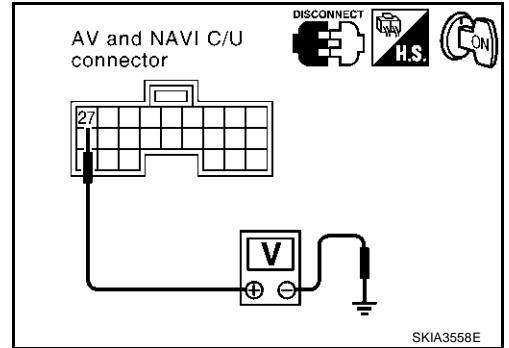 DISCONNECT
AV and NAVI C/U
connector
H.S.
ON
27
V
+ −
SKIA3558E